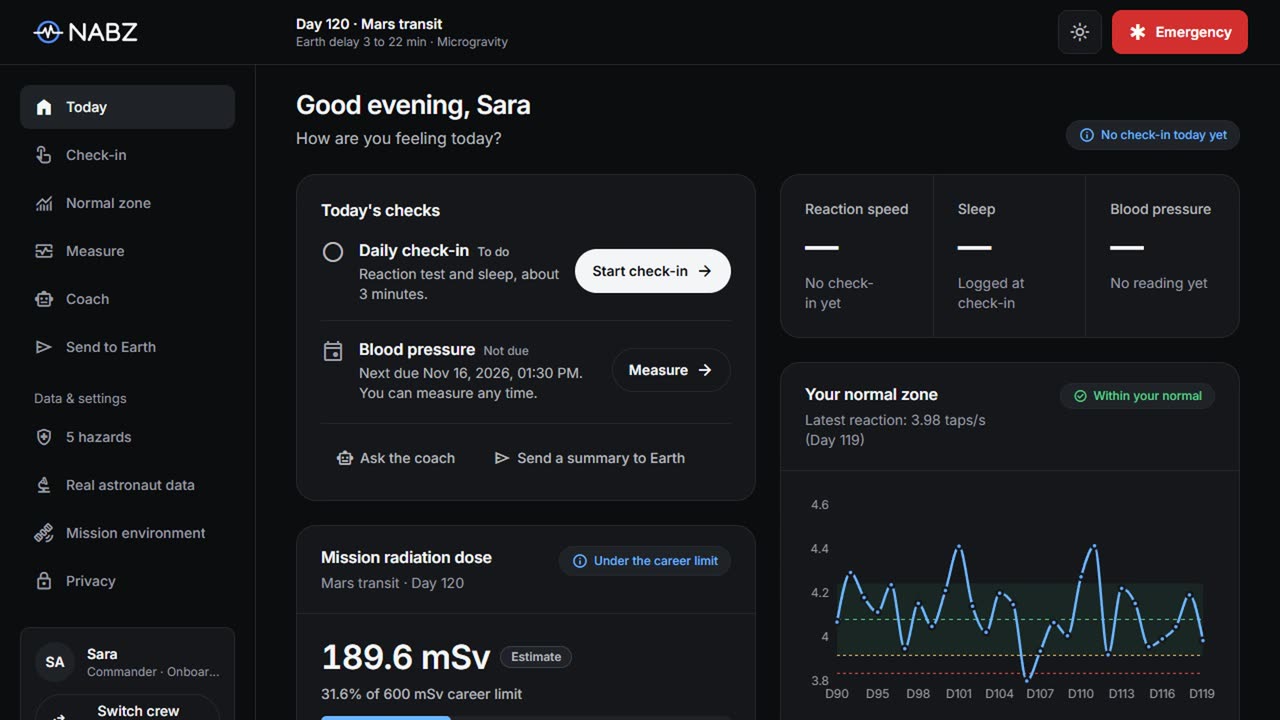 NABZ
Day 120 · Mars transit
Earth delay 3 to 22 min · Microgravity
Emergency
Today
Check-in
Normal zone
Measure
Coach
Send to Earth
Data & settings
5 hazards
Real astronaut data
Mission environment
Privacy
SA
Sara
Commander · Onboar...
Switch crew
Good evening, Sara
How are you feeling today?
No check-in today yet
Today's checks
Daily check-in To do
Reaction test and sleep, about
3 minutes.
Start check-in
Blood pressure Not due
Next due Nov 16, 2026, 01:30 PM.
You can measure any time.
Measure
Ask the coach
Send a summary to Earth
Mission radiation dose
Mars transit · Day 120
Under the career limit
189.6 mSv Estimate
31.6% of 600 mSv career limit
Reaction speed
—
No check-
in yet
Sleep
—
Logged at
check-in
Blood pressure
—
No reading yet
Your normal zone
Latest reaction: 3.98 taps/s
(Day 119)
Within your normal
4.6
4.4
4.2
4
3.8
D90 D95 D98 D101 D104 D107 D110 D113 D116 D119